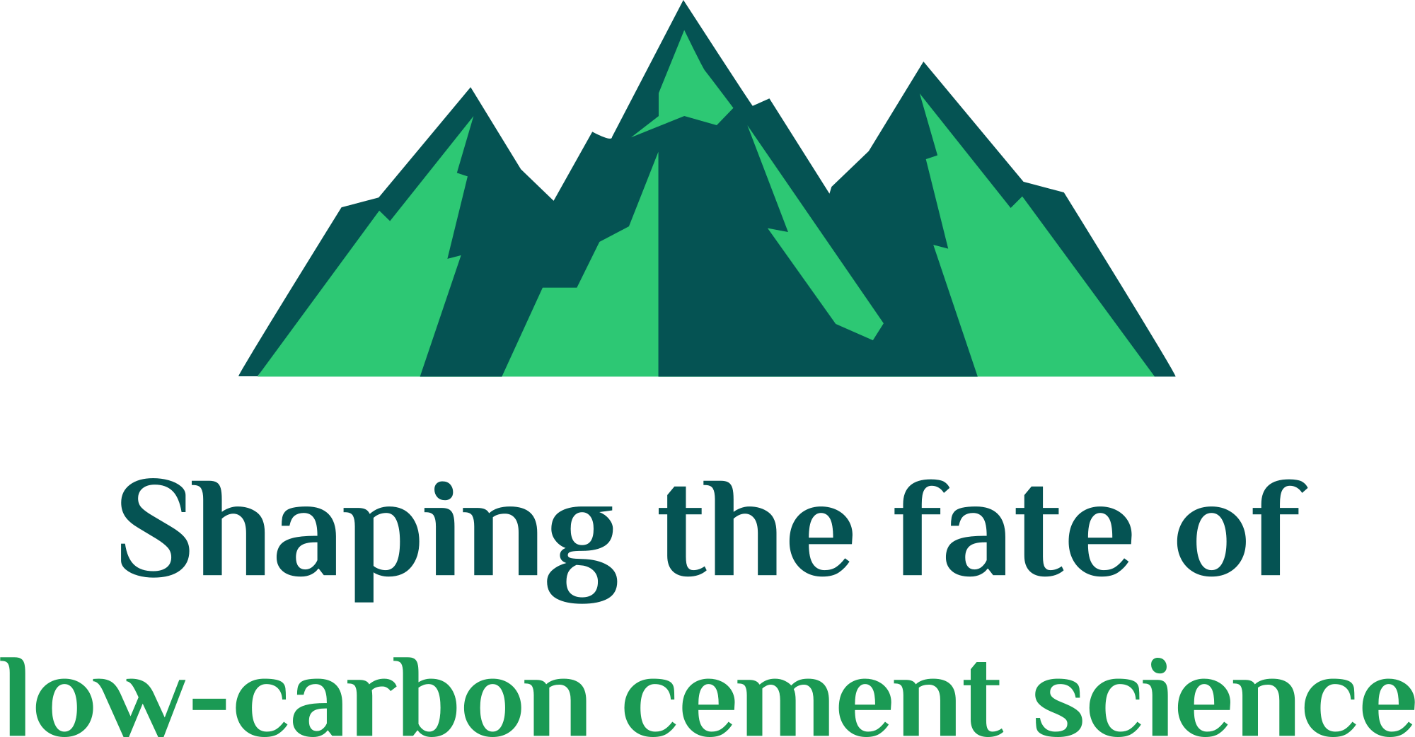 Shaping the fate of
low-carbon cement science